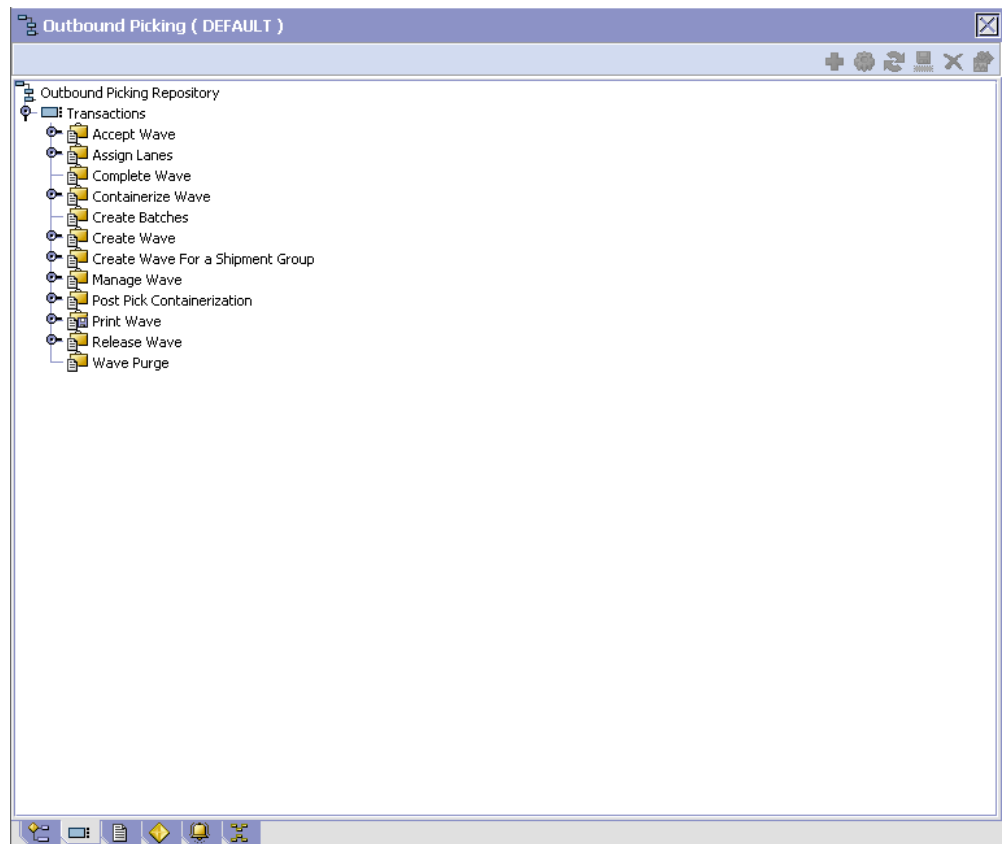 Outbound Picking ( DEFAULT )
Outbound Picking Repository
Transactions
Accept Wave
Assign Lanes
Complete Wave
Containerize Wave
Create Batches
Create Wave
Create Wave For a Shipment Group
Manage Wave
Post Pick Containerization
Print Wave
Release Wave
Wave Purge